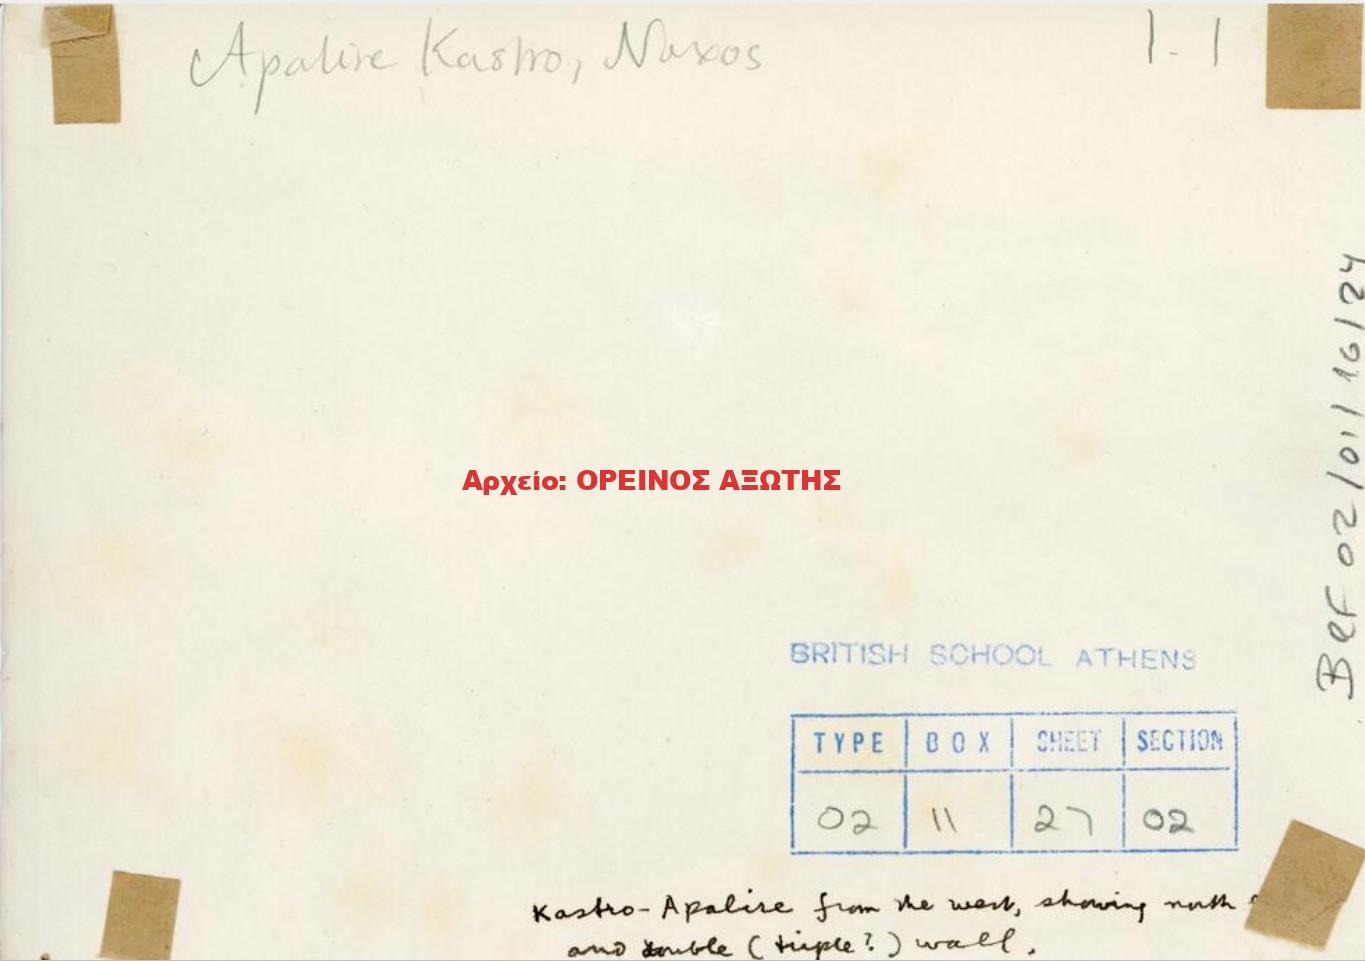 Apalire Kastro, Naxos
1-1
Αρχείο: ΟΡΕΙΝΟΣ ΑΞΩΤΗΣ
BRITISH SCHOOL ATHENS
TYPE BOX SHEET SECTION
02 11 27 02
Kastro-Apalire from the west, showing north
and double (triple?) wall.
BRF 02/011/16/24